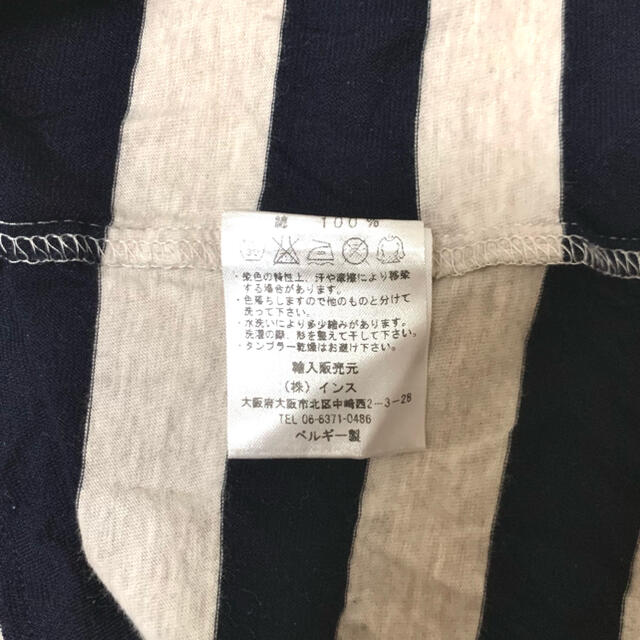 綿　100%
・染色の特性上、汗や摩擦により移染
する場合があります。
・色落ちしますので他のものと分けて
洗って下さい。
・水洗いにより多少縮みがあります。
洗濯の際、形を整えて干して下さい。
・タンブラー乾燥はお避け下さい。
輸入販売元
(株) インス
大阪府大阪市北区中崎西2-3-28
TEL 06-6371-0486
ベルギー製